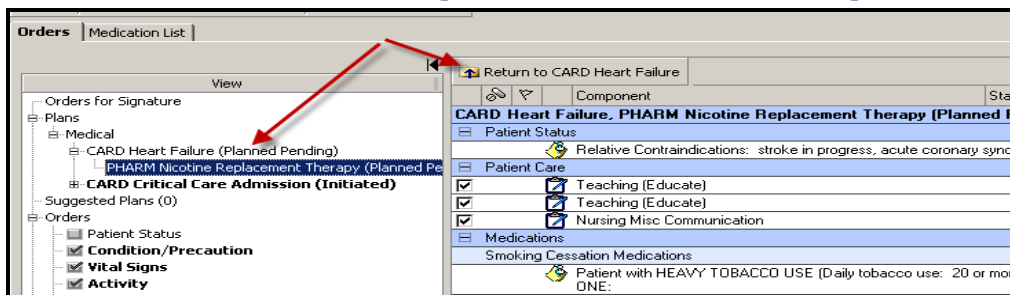 Orders Medication List
View
Orders for Signature
Plans
Medical
CARD Heart Failure (Planned Pending)
PHARM Nicotine Replacement Therapy (Planned Pe
CARD Critical Care Admission (Initiated)
Suggested Plans (0)
Orders
Patient Status
Condition/Precaution
Vital Signs
Activity
Return to CARD Heart Failure
Component Sta
CARD Heart Failure, PHARM Nicotine Replacement Therapy (Planned P
Patient Status
Relative Contraindications: stroke in progress, acute coronary sync
Patient Care
Teaching (Educate)
Teaching (Educate)
Nursing Misc Communication
Medications
Smoking Cessation Medications
Patient with HEAVY TOBACCO USE (Daily tobacco use: 20 or mo
ONE: